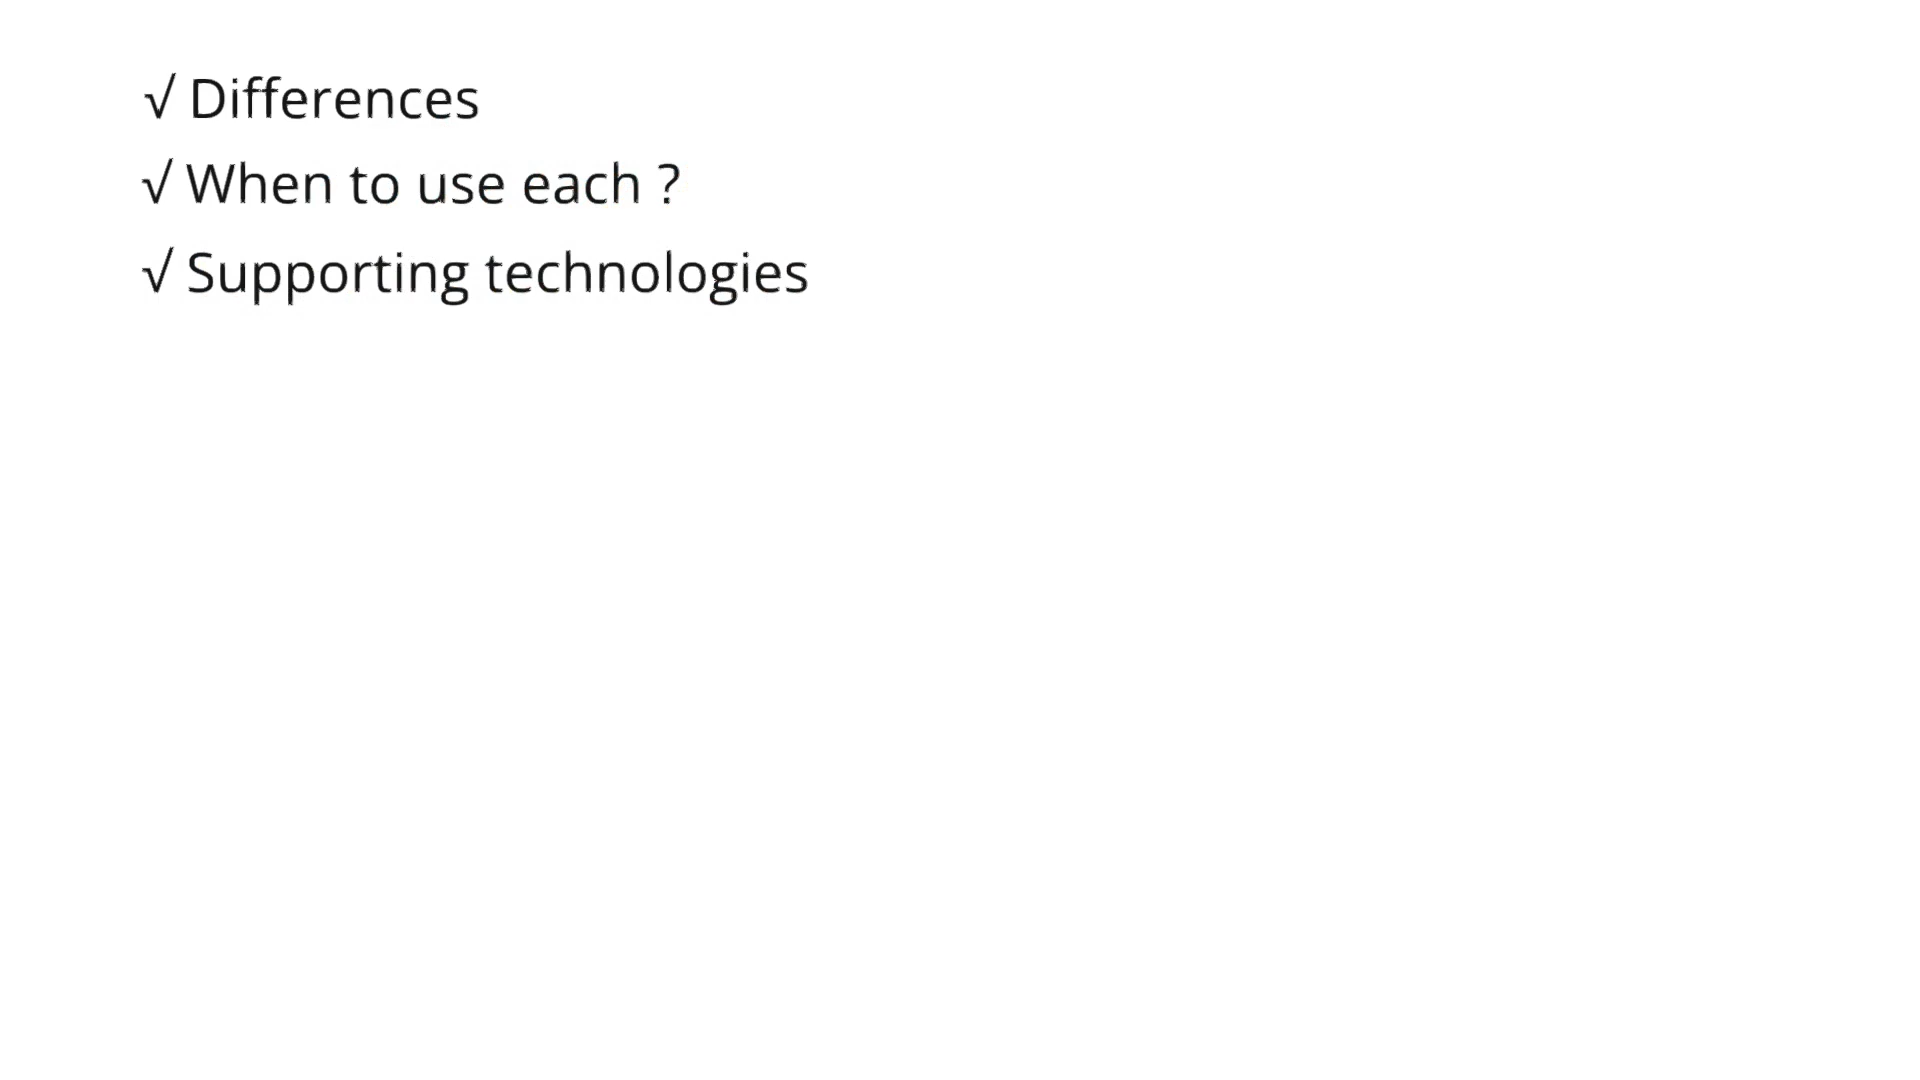 √ Differences
√ When to use each ?
√ Supporting technologies